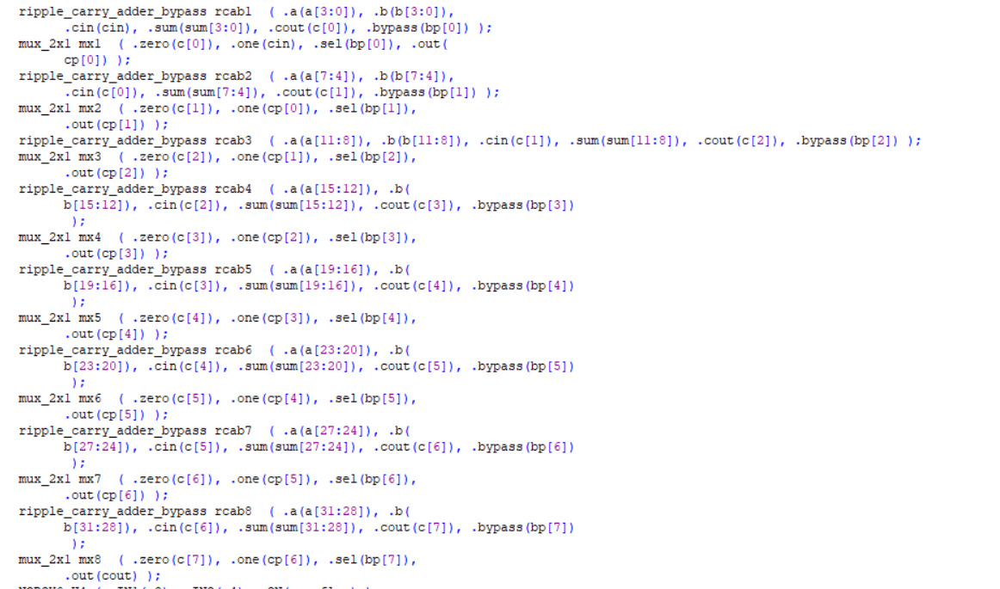 ripple_carry_adder_bypass rcab1 ( .a(a[3:0]), .b(b[3:0]),
.cin(cin), .sum(sum[3:0]), .cout(c[0]), .bypass(bp[0]) );
mux_2x1 mx1 ( .zero(c[0]), .one(cin), .sel(bp[0]), .out(
cp[0]) );
ripple_carry_adder_bypass rcab2 ( .a(a[7:4]), .b(b[7:4]),
.cin(c[0]), .sum(sum[7:4]), .cout(c[1]), .bypass(bp[1]) );
mux_2x1 mx2 ( .zero(c[1]), .one(cp[0]), .sel(bp[1]),
.out(cp[1]) );
ripple_carry_adder_bypass rcab3 ( .a(a[11:8]), .b(b[11:8]), .cin(c[1]), .sum(sum[11:8]), .cout(c[2]), .bypass(bp[2]) );
mux_2x1 mx3 ( .zero(c[2]), .one(cp[1]), .sel(bp[2]),
.out(cp[2]) );
ripple_carry_adder_bypass rcab4 ( .a(a[15:12]), .b(
b[15:12]), .cin(c[2]), .sum(sum[15:12]), .cout(c[3]), .bypass(bp[3])
);
mux_2x1 mx4 ( .zero(c[3]), .one(cp[2]), .sel(bp[3]),
.out(cp[3]) );
ripple_carry_adder_bypass rcab5 ( .a(a[19:16]), .b(
b[19:16]), .cin(c[3]), .sum(sum[19:16]), .cout(c[4]), .bypass(bp[4])
);
mux_2x1 mx5 ( .zero(c[4]), .one(cp[3]), .sel(bp[4]),
.out(cp[4]) );
ripple_carry_adder_bypass rcab6 ( .a(a[23:20]), .b(
b[23:20]), .cin(c[4]), .sum(sum[23:20]), .cout(c[5]), .bypass(bp[5])
);
mux_2x1 mx6 ( .zero(c[5]), .one(cp[4]), .sel(bp[5]),
.out(cp[5]) );
ripple_carry_adder_bypass rcab7 ( .a(a[27:24]), .b(
b[27:24]), .cin(c[5]), .sum(sum[27:24]), .cout(c[6]), .bypass(bp[6])
);
mux_2x1 mx7 ( .zero(c[6]), .one(cp[5]), .sel(bp[6]),
.out(cp[6]) );
ripple_carry_adder_bypass rcab8 ( .a(a[31:28]), .b(
b[31:28]), .cin(c[6]), .sum(sum[31:28]), .cout(c[7]), .bypass(bp[7])
);
mux_2x1 mx8 ( .zero(c[7]), .one(cp[6]), .sel(bp[7]),
.out(cout) );